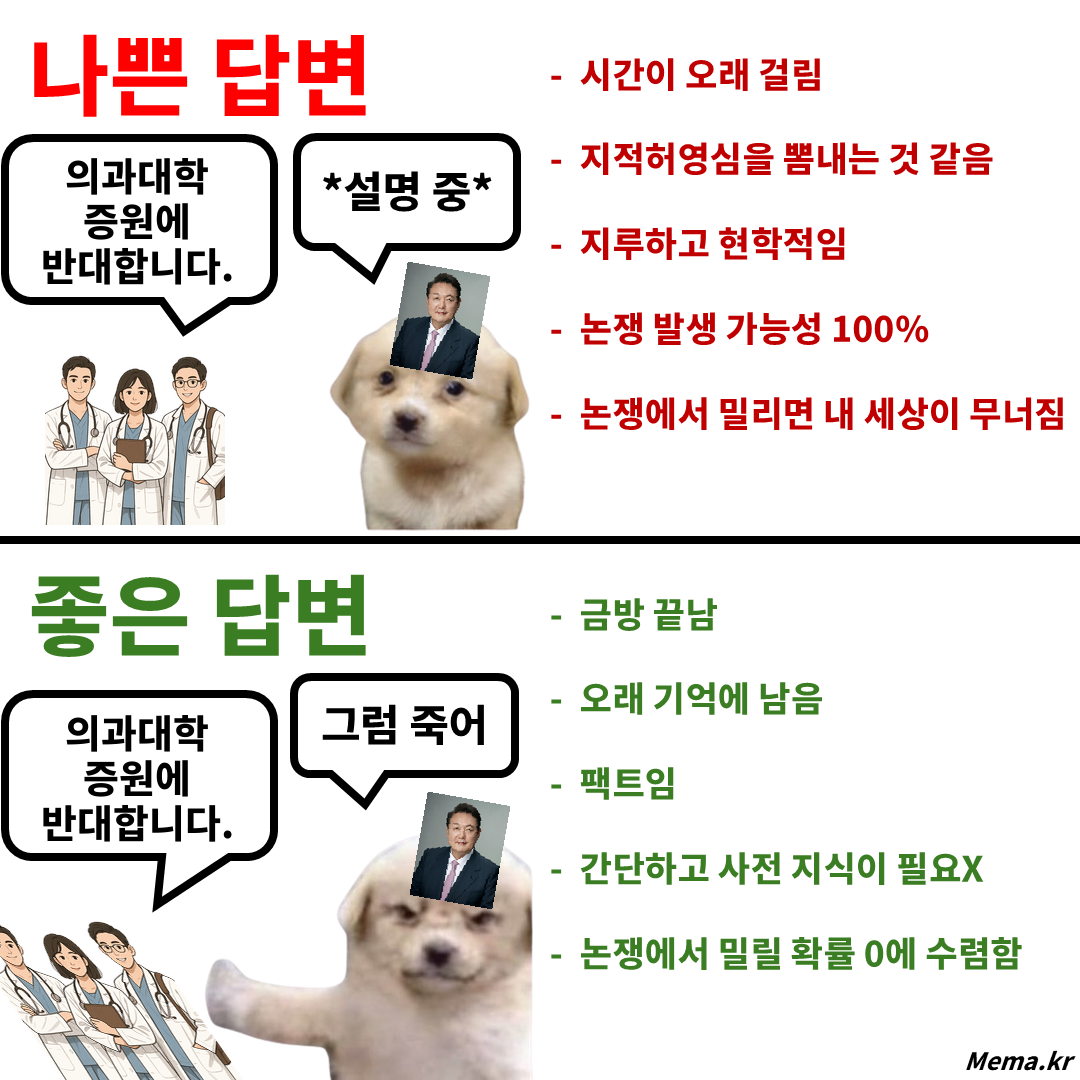 나쁜 답변
의과대학
증원에
반대합니다.
*설명 중*
- 시간이 오래 걸림
- 지적허영심을 뽐내는 것 같음
- 지루하고 현학적임
- 논쟁 발생 가능성 100%
- 논쟁에서 밀리면 내 세상이 무너짐
좋은 답변
의과대학
증원에
반대합니다.
그럼 죽어
- 금방 끝남
- 오래 기억에 남음
- 팩트임
- 간단하고 사전 지식이 필요X
- 논쟁에서 밀릴 확률 0에 수렴함
Mema.kr